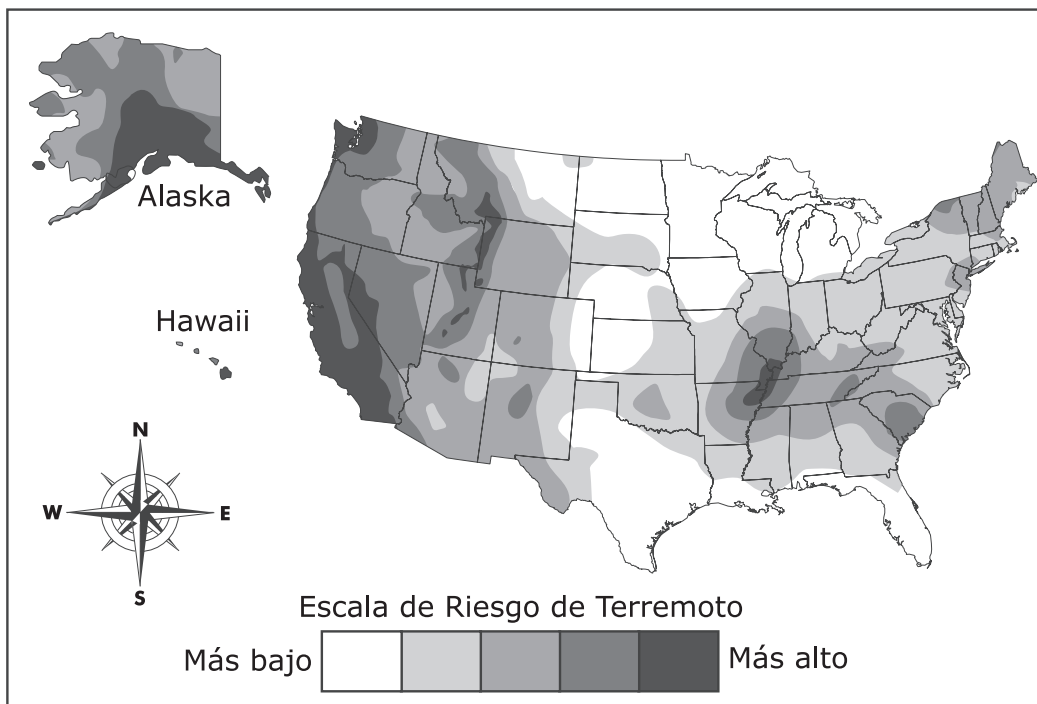 Alaska
Hawaii
N
W E
S
Escala de Riesgo de Terremoto
Más bajo Más alto